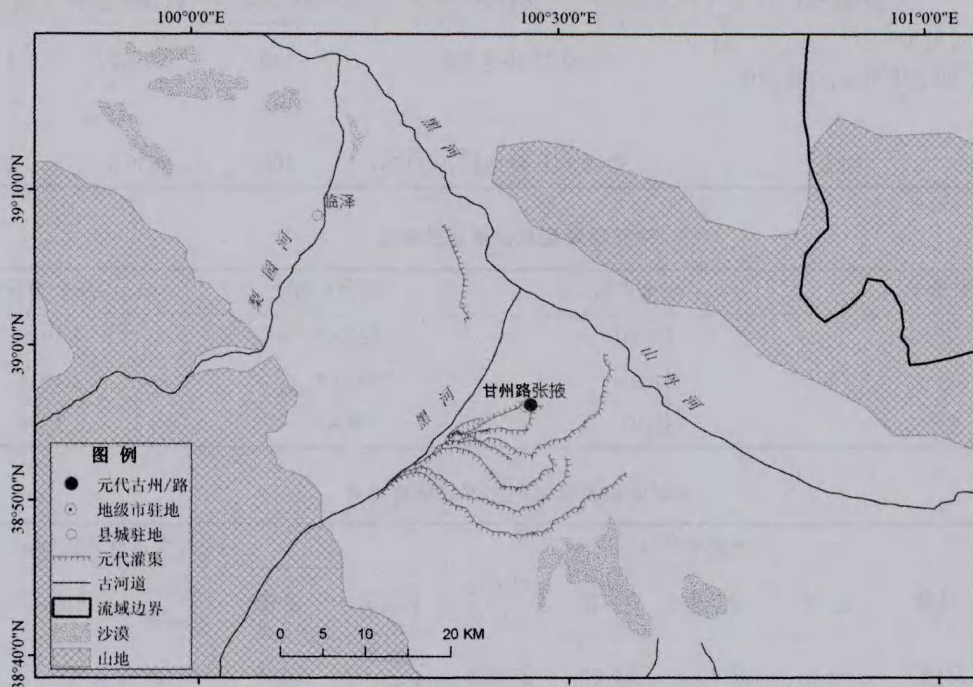 100°0'0"E
100°30'0"E
101°0'0"E
39°10'0"N
39°0'0"N
38°50'0"N
38°40'0"N
黑河
临泽
梨园河
山丹河
甘州路张掖
黑河
图例
元代古州/路
地级市驻地
县城驻地
元代灌渠
古河道
流域边界
沙漠
山地
0 5 10 20 KM